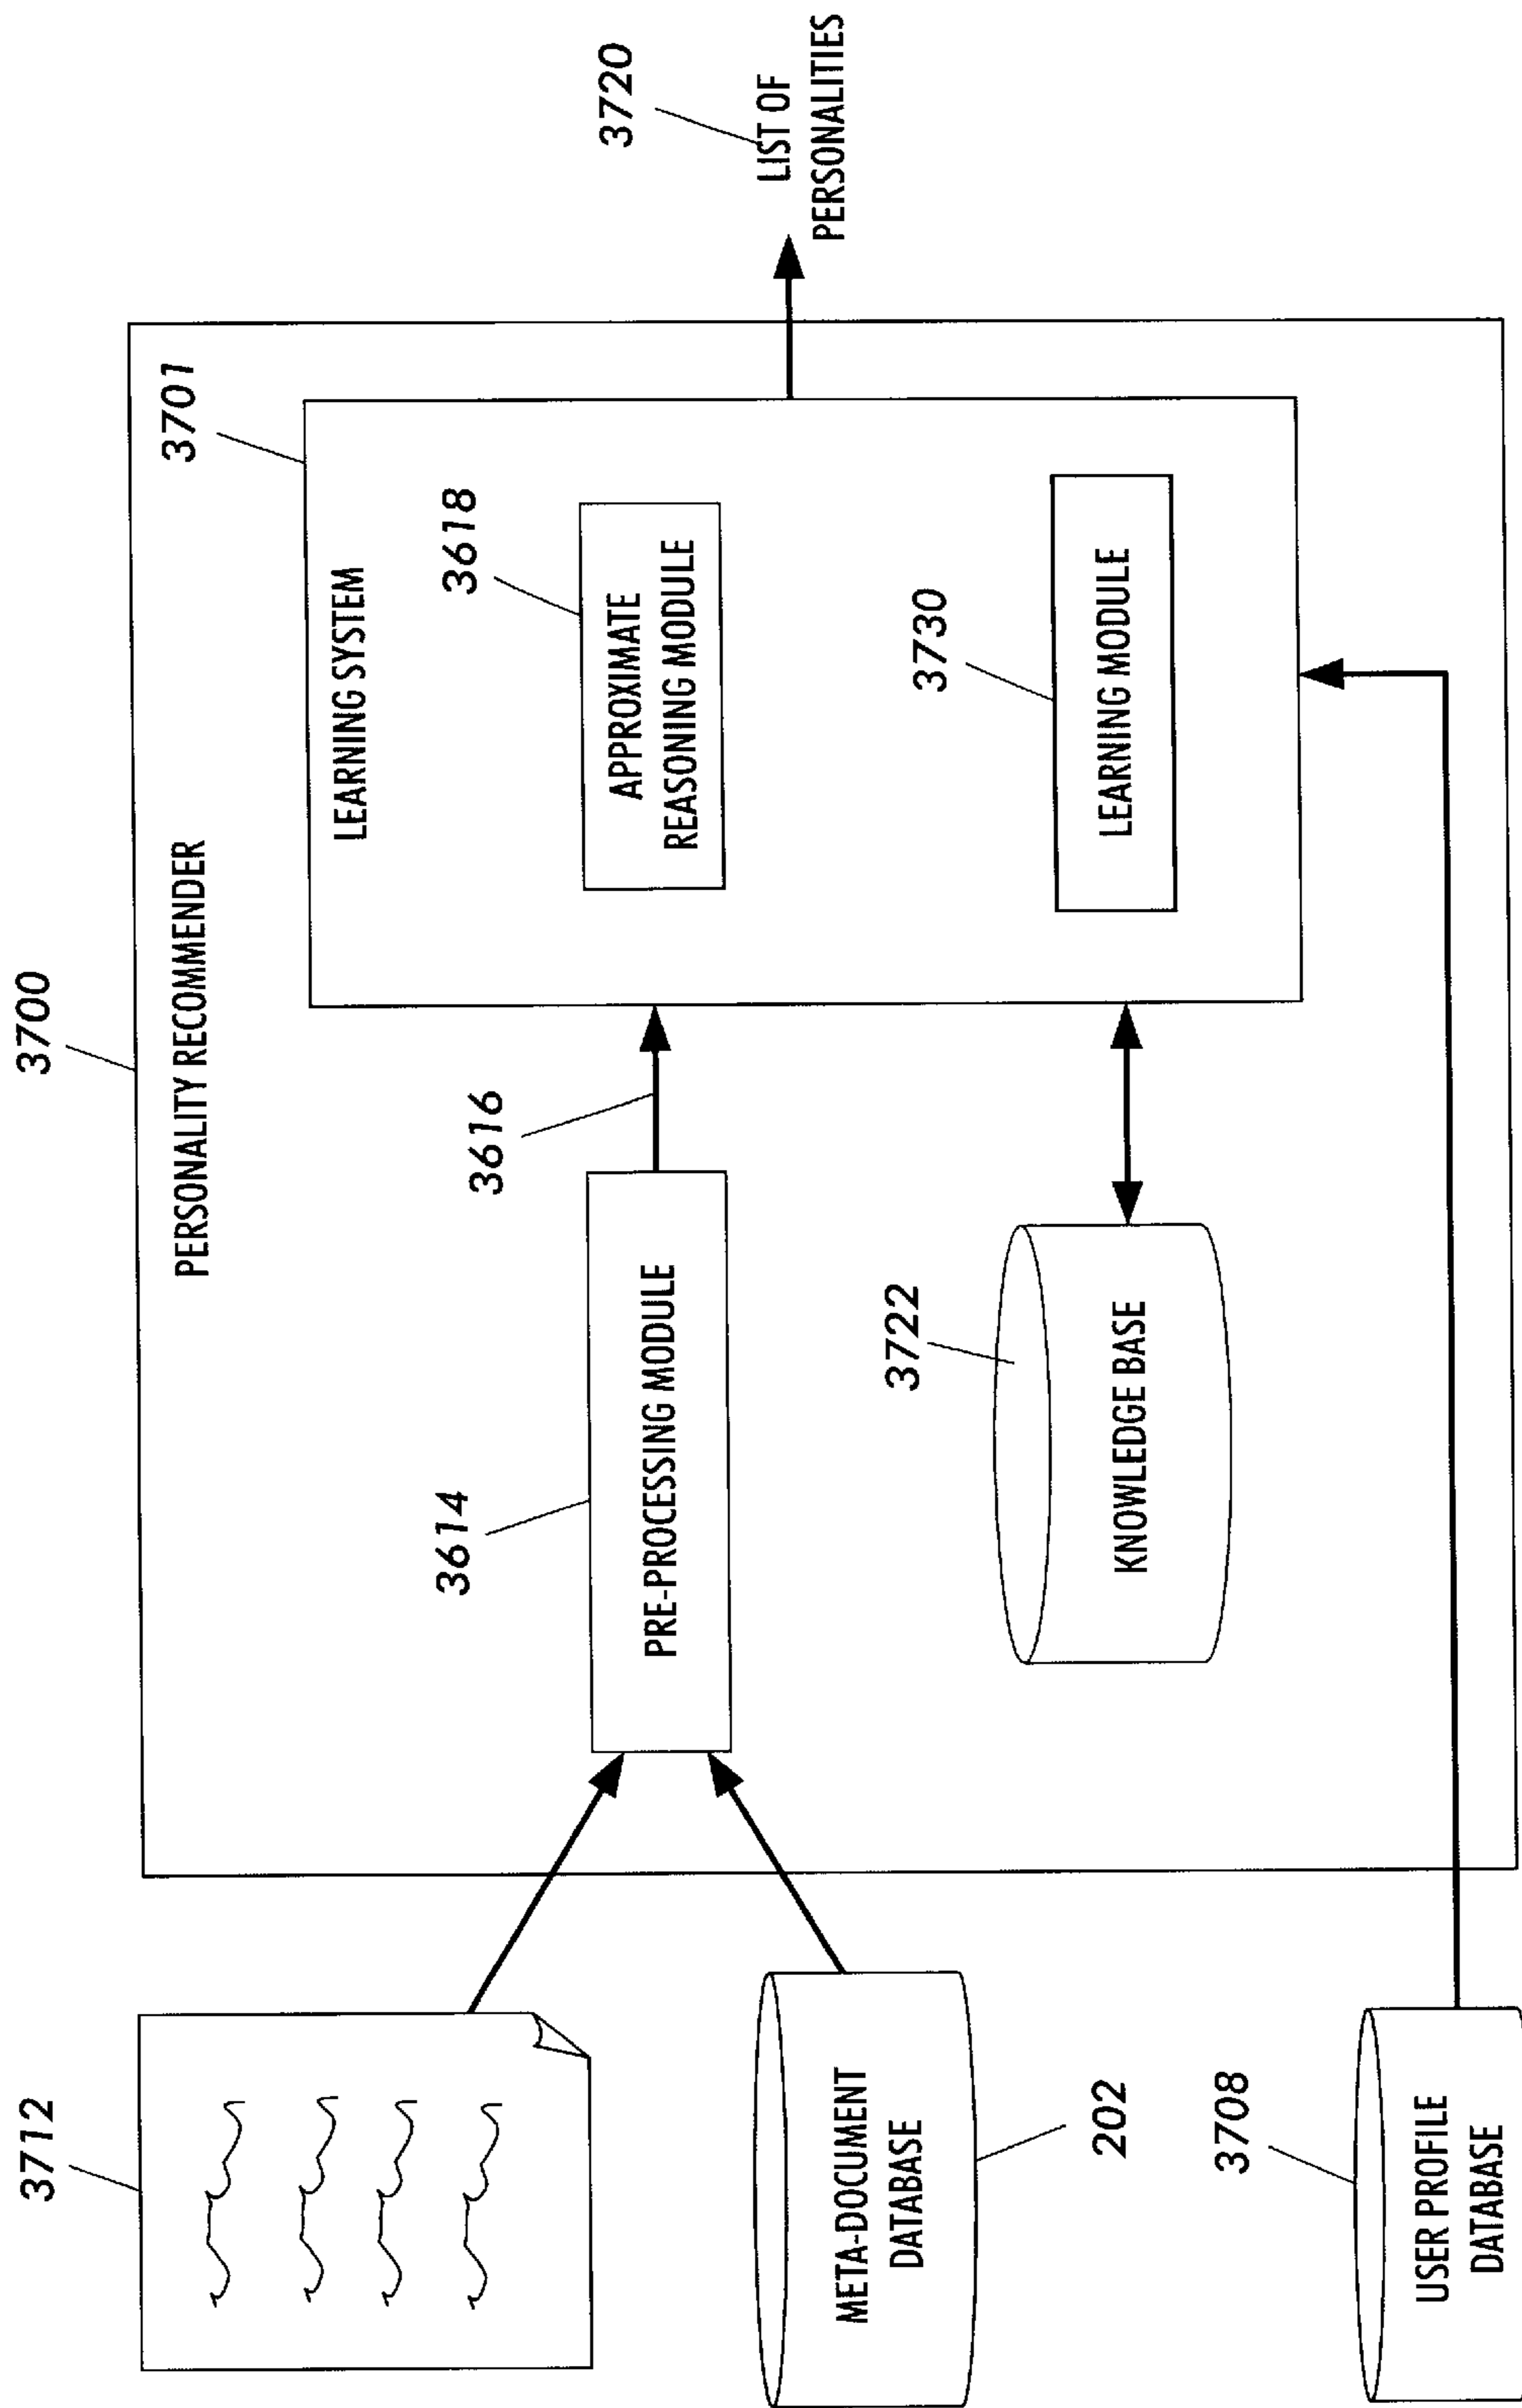 3700
PERSONALITY RECOMMENDER
3701
LEARNING SYSTEM
3712
3614
PRE-PROCESSING MODULE
3616
3618
APPROXIMATE
REASONING MODULE
3720
LIST OF
PERSONALITIES
META-DOCUMENT
DATABASE
202
3722
KNOWLEDGE BASE
3730
LEARNING MODULE
3708
USER PROFILE
DATABASE